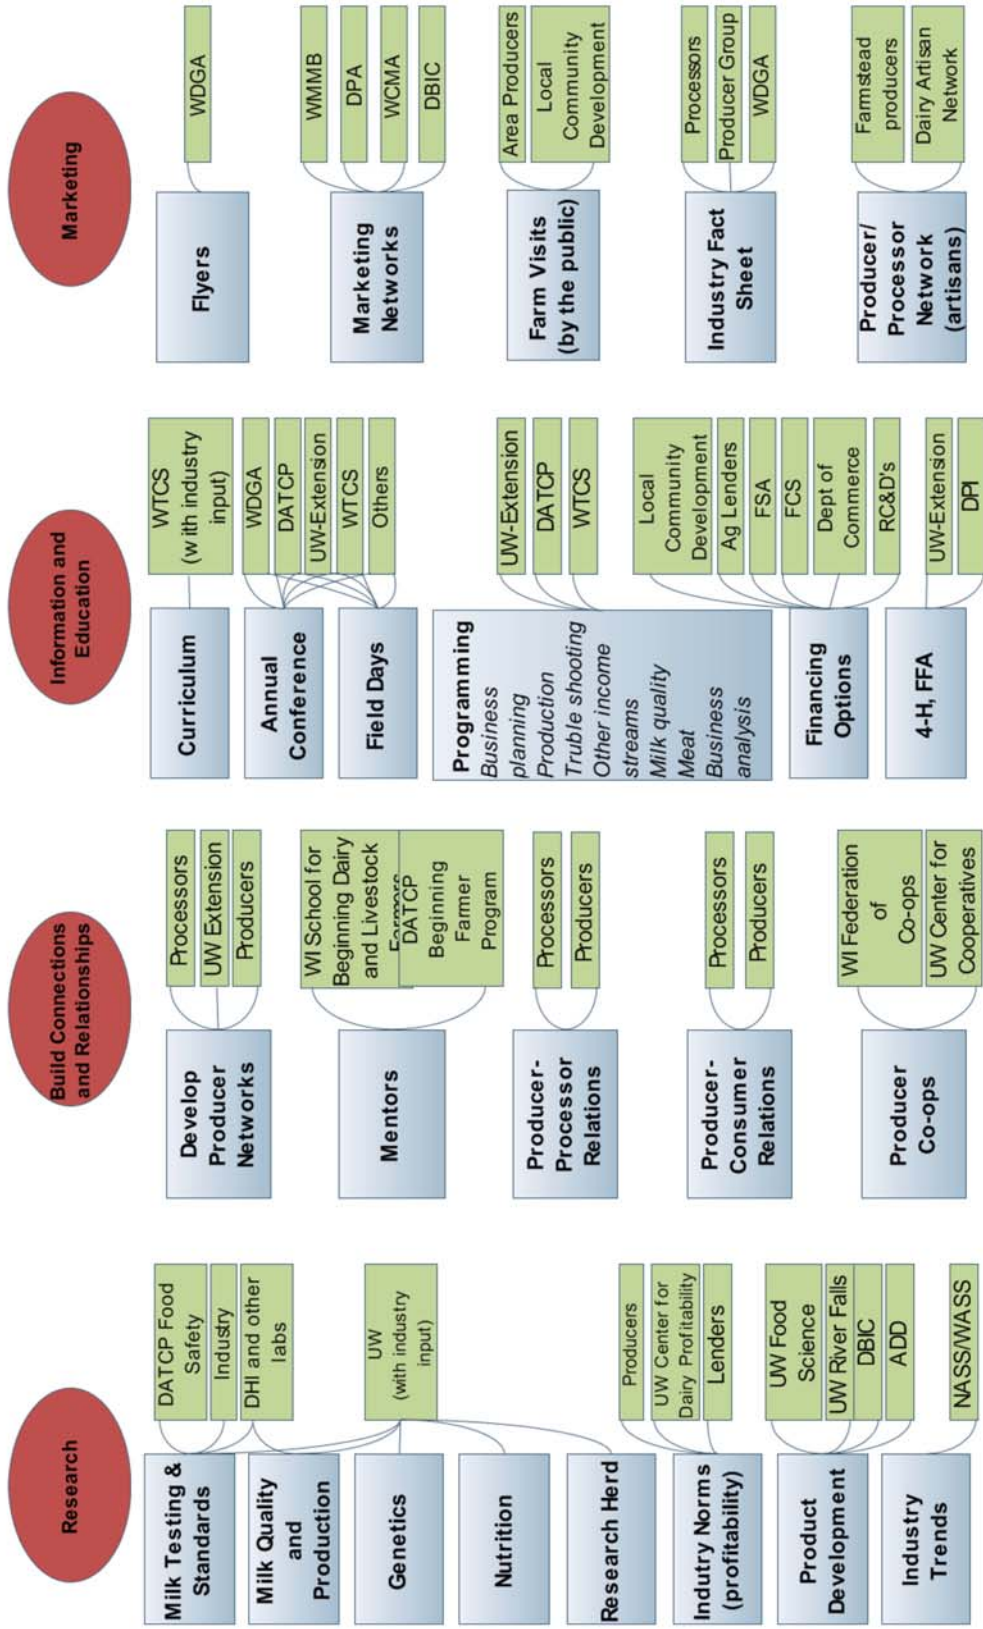 Research
Milk Testing &
Standards
DATCP Food
Safety
Industry
DHI and other
labs
Milk Quality
and
Production
Genetics
UW
(with industry
input)
Nutrition
Research Herd
Indutry Norms
(profitability)
Producers
UW Center for
Dairy Profitability
Lenders
Product
Development
UW Food
Science
UW River Falls
DBIC
ADD
Industry
Trends
NASS/WASS
Build Connections
and Relationships
Develop
Producer
Networks
Processors
UW Extension
Producers
Mentors
WI School for
Beginning Dairy
and Livestock
Farmers
DATCP
Beginning
Farmer
Program
Producer-
Processor
Relations
Processors
Producers
Producer-
Consumer
Relations
Processors
Producers
Producer
Co-ops
WI Federation
of
Co-ops
UW Center for
Cooperatives
Information and
Education
Curriculum
WTCS
(with industry
input)
Annual
Conference
Field Days
WDGA
DATCP
UW-Extension
WTCS
Others
Programming
Business
planning
Production
Truble shooting
Other income
streams
Milk quality
Meat
Business
analysis
UW-Extension
DATCP
WTCS
Financing
Options
Local
Community
Development
Ag Lenders
FSA
FCS
Dept of
Commerce
RC&D's
4-H, FFA
UW-Extension
DPI
Marketing
Flyers
WDGA
Marketing
Networks
WMMB
DPA
WCMA
DBIC
Farm Visits
(by the public)
Area Producers
Local
Community
Development
Industry Fact
Sheet
Processors
Producer Group
WDGA
Producer/
Processor
Network
(artisans)
Farmstead
producers
Dairy Artisan
Network